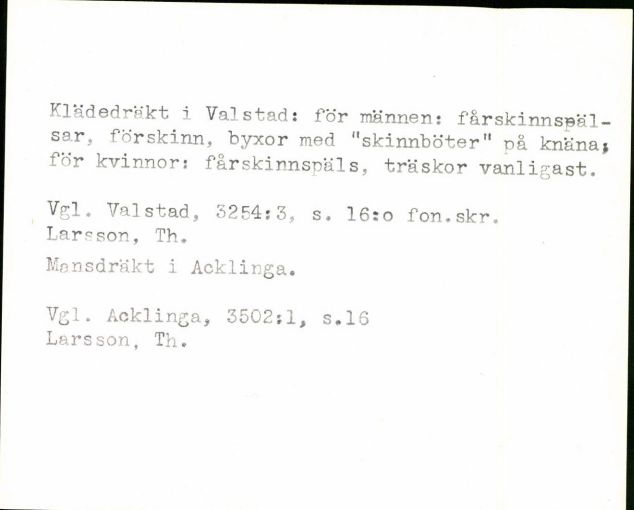 Klädedräkt i Valstad: för männen: fårskinnspäl-
sar, förskinn, byxor med "skinnböter" på knäna;
för kvinnor: fårskinnspäls, träskor vanligast.
Vgl. Valstad, 3254:3, s. 16:o fon.skr.
Larsson, Th.
Mansdräkt i Acklinga.
Vgl. Acklinga, 3502:1, s.16
Larsson, Th.